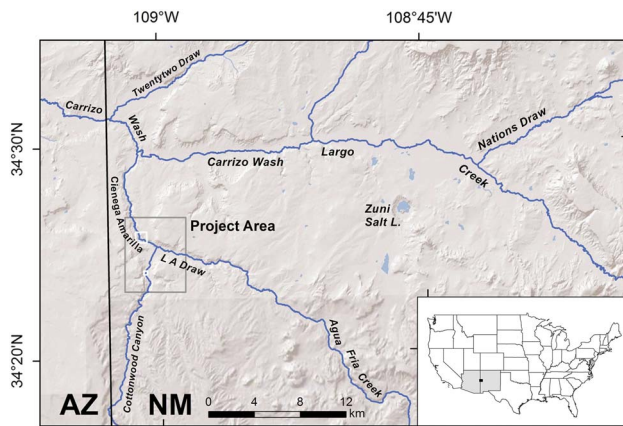 109°W
108°45'W
Twentytwo Draw
Carrizo
Wash
34°30'N
Carrizo Wash
Largo
Nations Draw
Creek
Cienega Amarilla
Zuni
Salt L.
Project Area
L A Draw
34°20'N
Cottonwood Canyon
Agua Fria Creek
AZ
NM
0 4 8 12
km